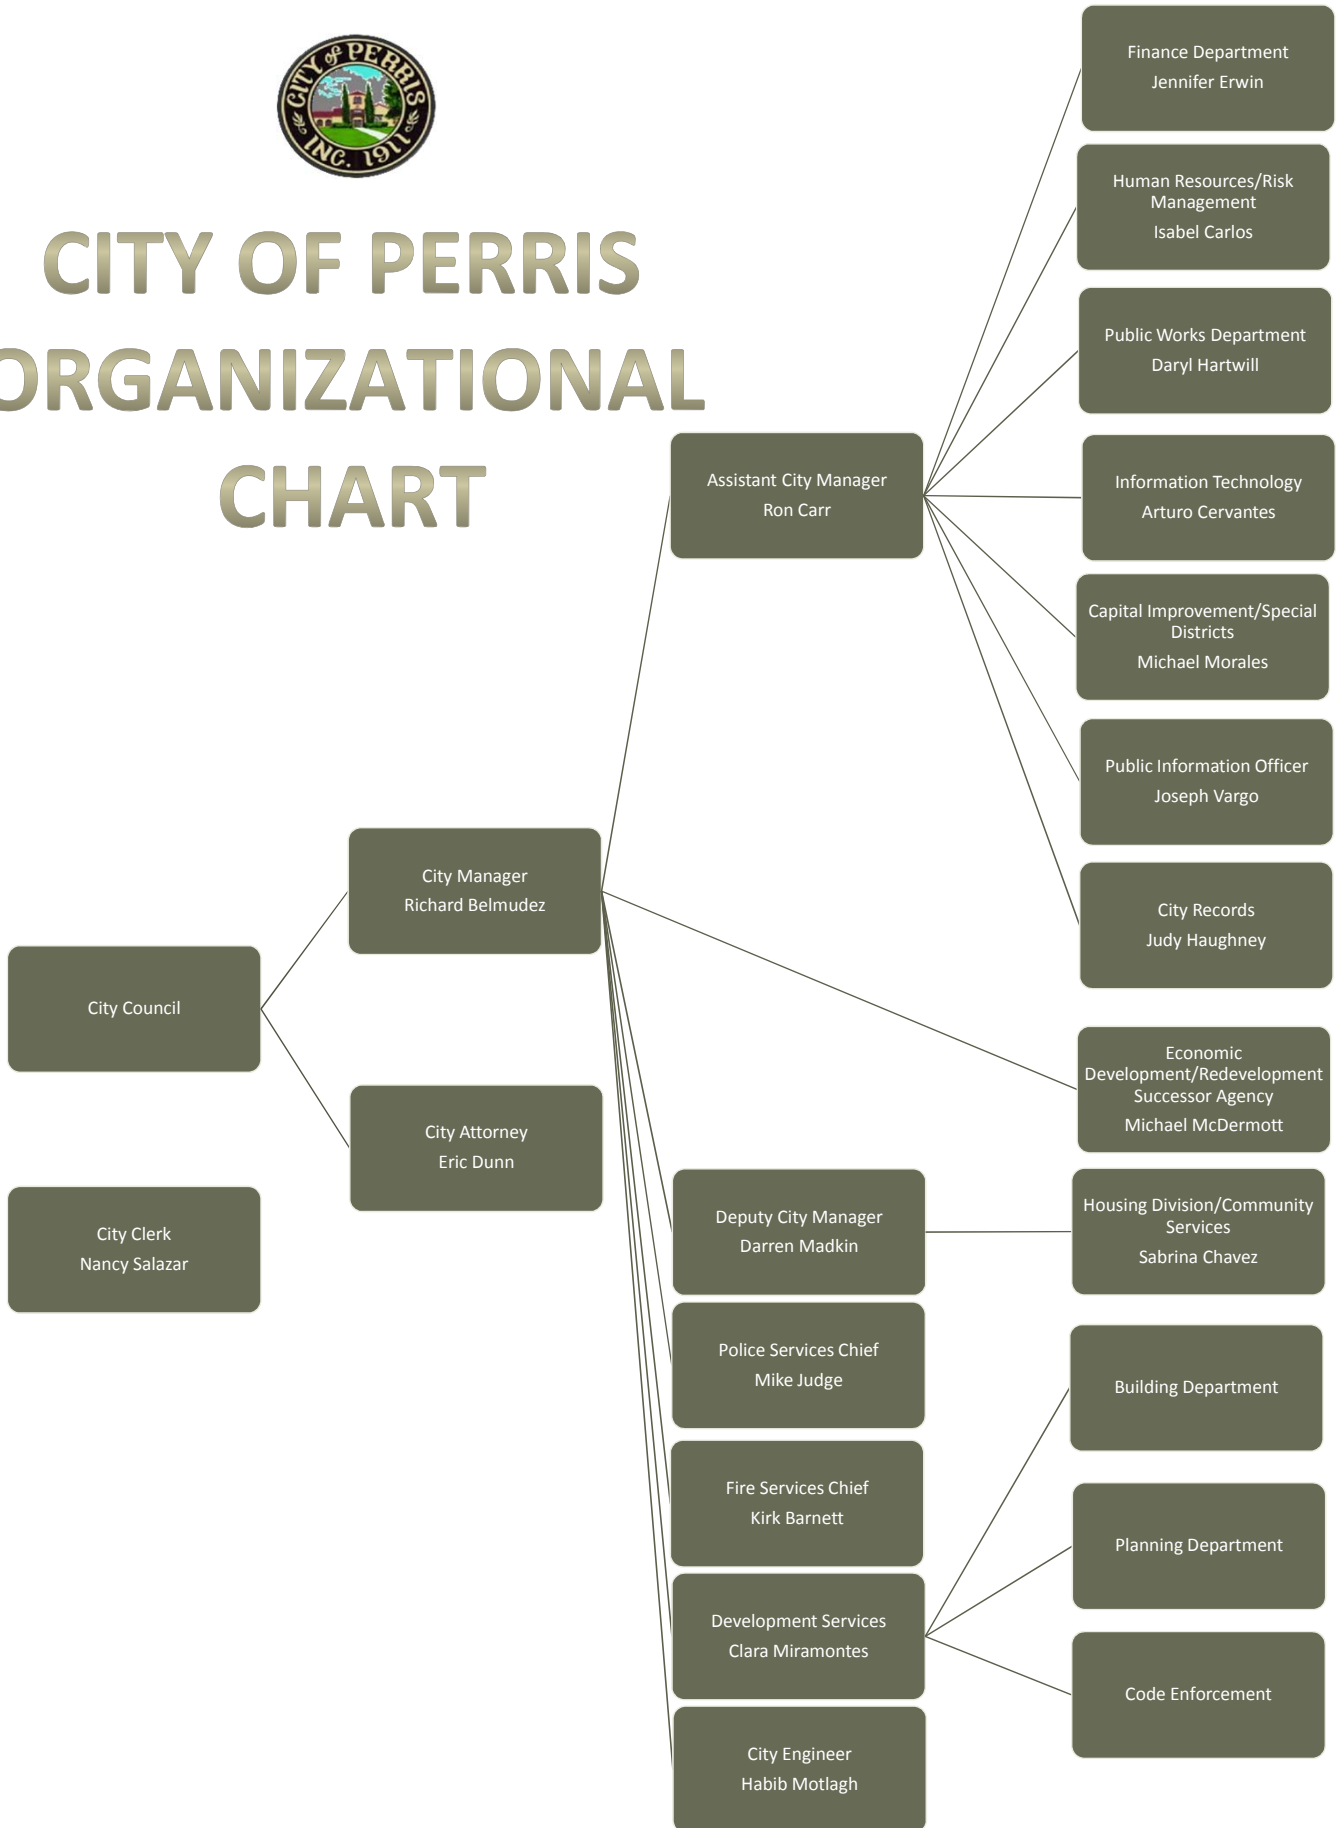 CITY OF PERRIS
INC. 1911
CITY OF PERRIS
ORGANIZATIONAL
CHART
Finance Department
Jennifer Erwin
Human Resources/Risk
Management
Isabel Carlos
Public Works Department
Daryl Hartwill
Assistant City Manager
Ron Carr
Information Technology
Arturo Cervantes
Capital Improvement/Special
Districts
Michael Morales
Public Information Officer
Joseph Vargo
City Manager
Richard Belmudez
City Records
Judy Haughney
City Council
Economic
Development/Redevelopment
Successor Agency
Michael McDermott
City Attorney
Eric Dunn
City Clerk
Nancy Salazar
Deputy City Manager
Darren Madkin
Housing Division/Community
Services
Sabrina Chavez
Police Services Chief
Mike Judge
Building Department
Fire Services Chief
Kirk Barnett
Planning Department
Development Services
Clara Miramontes
Code Enforcement
City Engineer
Habib Motlagh